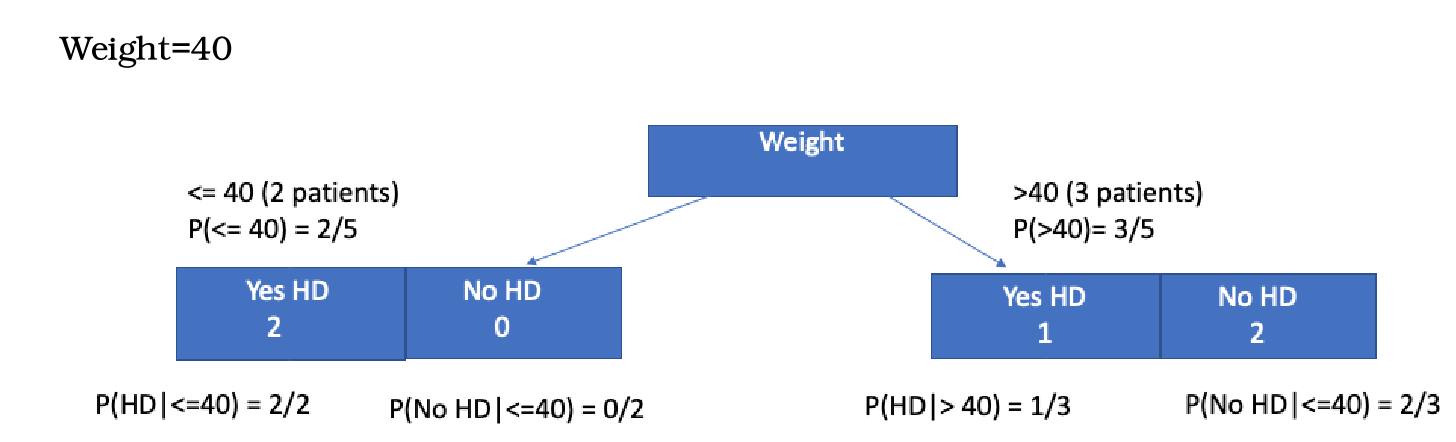 Weight=40
Weight
<= 40 (2 patients)
P(<= 40) = 2/5
>40 (3 patients)
P(>40)= 3/5
Yes HD
2
No HD
0
Yes HD
1
No HD
2
P(HD|<=40) = 2/2
P(No HD|<=40) = 0/2
P(HD|> 40) = 1/3
P(No HD|<=40) = 2/3